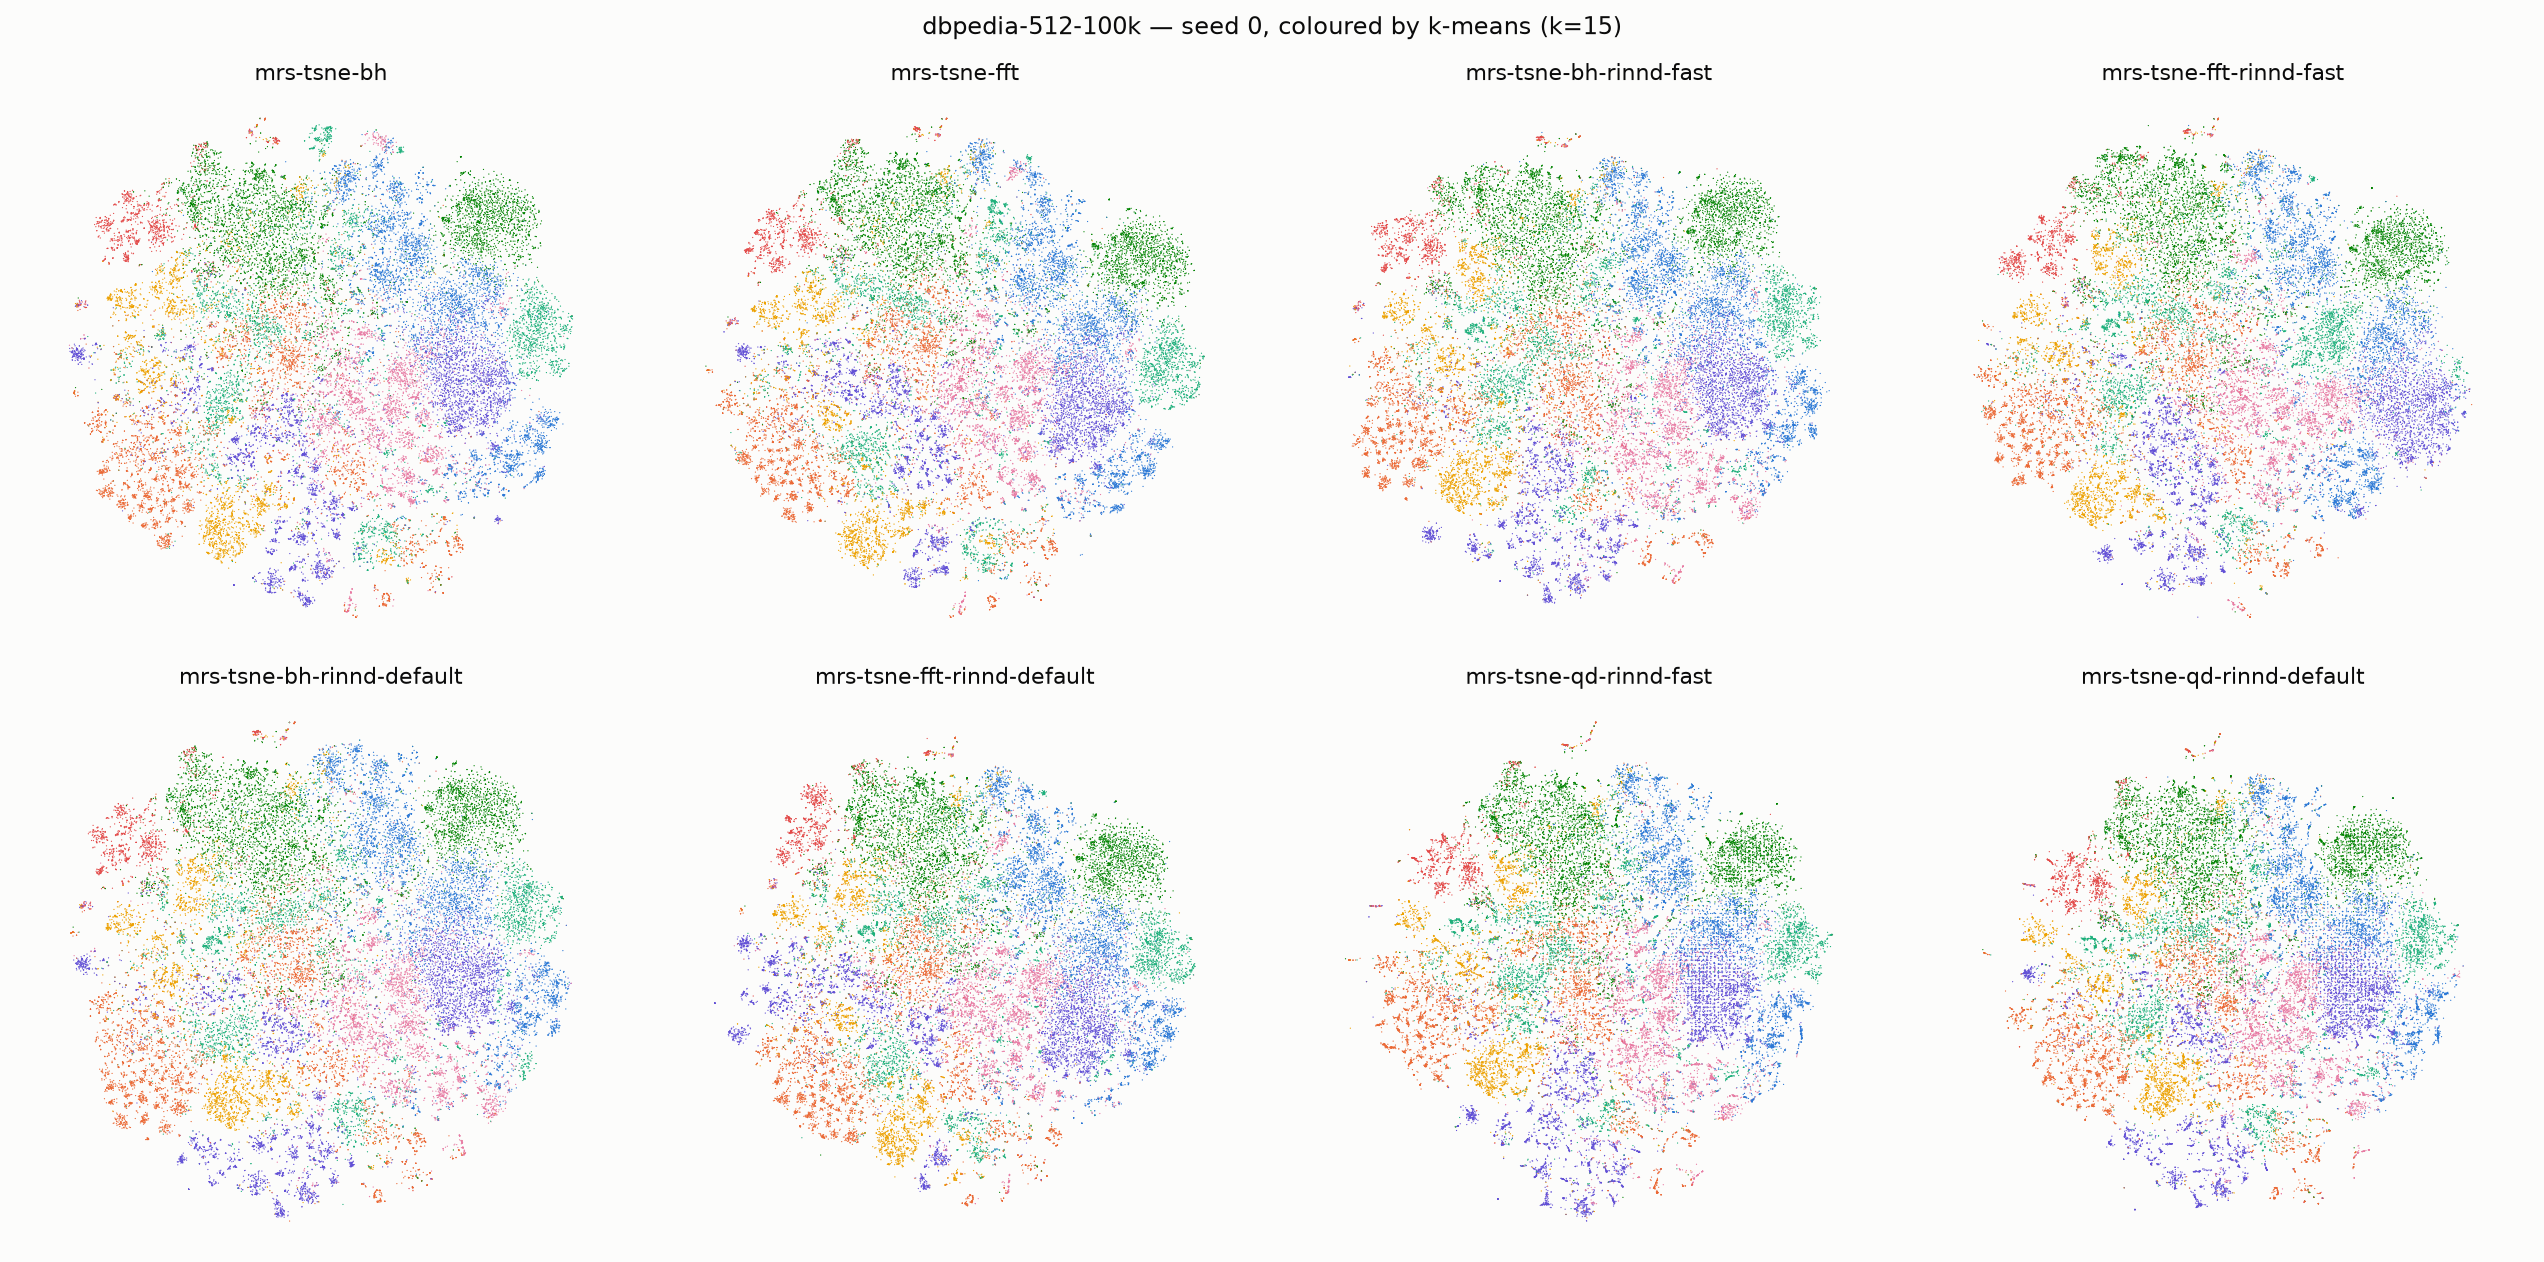 dbpedia-512-100k — seed 0, coloured by k-means (k=15)
mrs-tsne-bh
mrs-tsne-fft
mrs-tsne-bh-rinnd-fast
mrs-tsne-fft-rinnd-fast
mrs-tsne-bh-rinnd-default
mrs-tsne-fft-rinnd-default
mrs-tsne-qd-rinnd-fast
mrs-tsne-qd-rinnd-default